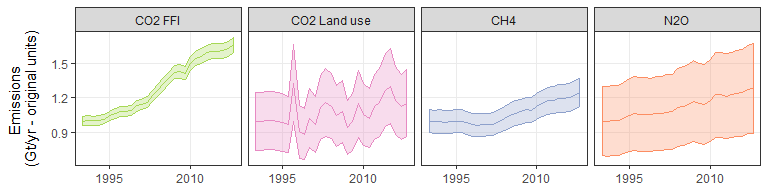 CO2 FFI
CO2 Land use
CH4
N2O
Emissions
(Gt/yr - original units)
1.5
1.2
0.9
1995
2010
1995
2010
1995
2010
1995
2010